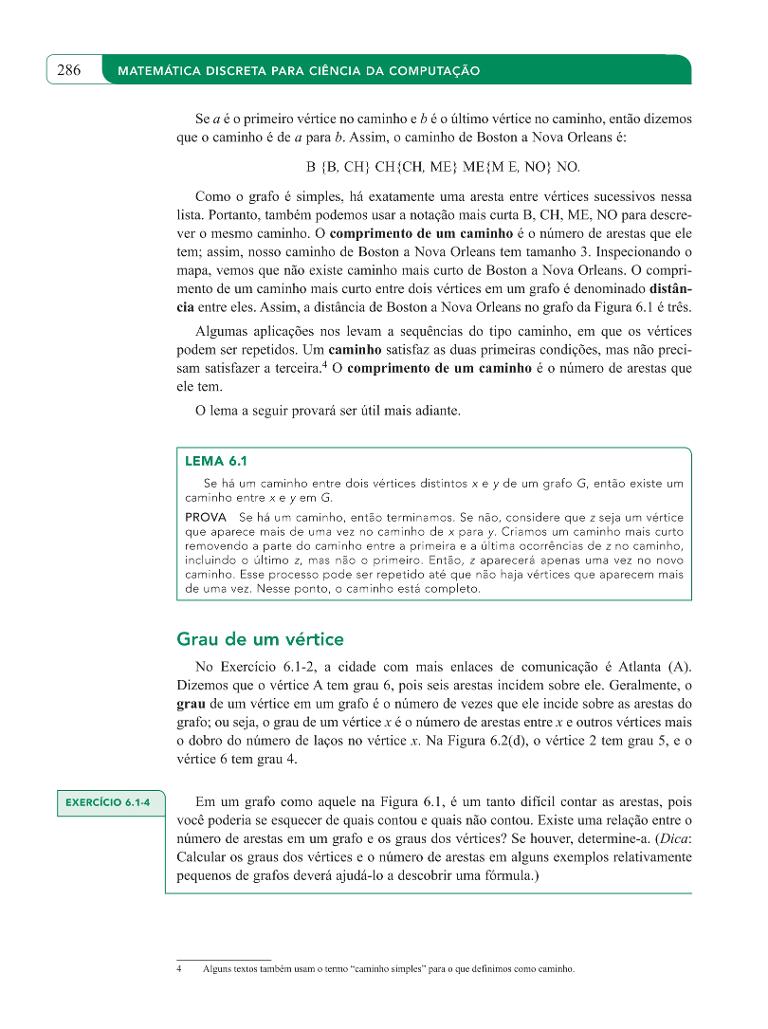 286
MATEMÁTICA DISCRETA PARA CIÊNCIA DA COMPUTAÇÃO
Se a é o primeiro vértice no caminho e b é o último vértice no caminho, então dizemos
que o caminho é de a para b. Assim, o caminho de Boston a Nova Orleans é:
B {B, CH} CH{CH, ME} ME{M E, NO} NO.
Como o grafo é simples, há exatamente uma aresta entre vértices sucessivos nessa
lista. Portanto, também podemos usar a notação mais curta B, CH, ME, NO para descre-
ver o mesmo caminho. O comprimento de um caminho é o número de arestas que ele
tem; assim, nosso caminho de Boston a Nova Orleans tem tamanho 3. Inspecionando o
mapa, vemos que não existe caminho mais curto de Boston a Nova Orleans. O compri-
mento de um caminho mais curto entre dois vértices em um grafo é denominado distân-
cia entre eles. Assim, a distância de Boston a Nova Orleans no grafo da Figura 6.1 é três.
Algumas aplicações nos levam a sequências do tipo caminho, em que os vértices
podem ser repetidos. Um caminho satisfaz as duas primeiras condições, mas não preci-
sam satisfazer a terceira.4 O comprimento de um caminho é o número de arestas que
ele tem.
O lema a seguir provará ser útil mais adiante.
LEMA 6.1
Se há um caminho entre dois vértices distintos x e y de um grafo G, então existe um
caminho entre x e y em G.
PROVA Se há um caminho, então terminamos. Se não, considere que z seja um vértice
que aparece mais de uma vez no caminho de x para y. Criamos um caminho mais curto
removendo a parte do caminho entre a primeira e a última ocorrências de z no caminho,
incluindo o último z, mas não o primeiro. Então, z aparecerá apenas uma vez no novo
caminho. Esse processo pode ser repetido até que não haja vértices que aparecem mais
de uma vez. Nesse ponto, o caminho está completo.
Grau de um vértice
No Exercício 6.1-2, a cidade com mais enlaces de comunicação é Atlanta (A).
Dizemos que o vértice A tem grau 6, pois seis arestas incidem sobre ele. Geralmente, o
grau de um vértice em um grafo é o número de vezes que ele incide sobre as arestas do
grafo; ou seja, o grau de um vértice x é o número de arestas entre x e outros vértices mais
o dobro do número de laços no vértice x. Na Figura 6.2(d), o vértice 2 tem grau 5, e o
vértice 6 tem grau 4.
EXERCÍCIO 6.1-4
Em um grafo como aquele na Figura 6.1, é um tanto difícil contar as arestas, pois
você poderia se esquecer de quais contou e quais não contou. Existe uma relação entre o
número de arestas em um grafo e os graus dos vértices? Se houver, determine-a. (Dica:
Calcular os graus dos vértices e o número de arestas em alguns exemplos relativamente
pequenos de grafos deverá ajudá-lo a descobrir uma fórmula.)
4 Alguns textos também usam o termo “caminho simples” para o que definimos como caminho.